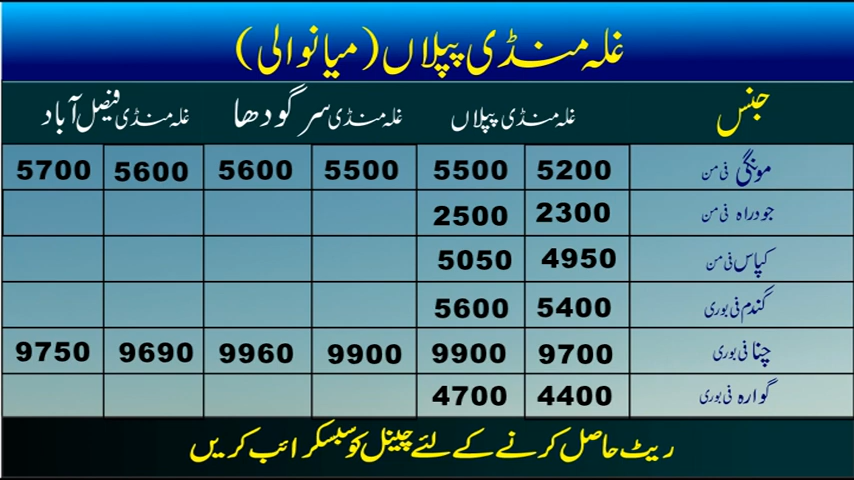 غلہ منڈی پپلاں (میانوالی)
جنس غلہ منڈی پپلاں غلہ منڈی سرگودھا غلہ منڈی فیصل آباد
مونگی فی من 5200 5500 5500 5600 5600 5700
جودراہ فی من 2300 2500
کپاس فی من 4950 5050
گندم فی بوری 5400 5600
چنا فی بوری 9700 9900 9900 9960 9690 9750
گوارہ فی بوری 4400 4700
ریٹ حاصل کرنے کے لئے چینل کو سبسکرائب کریں